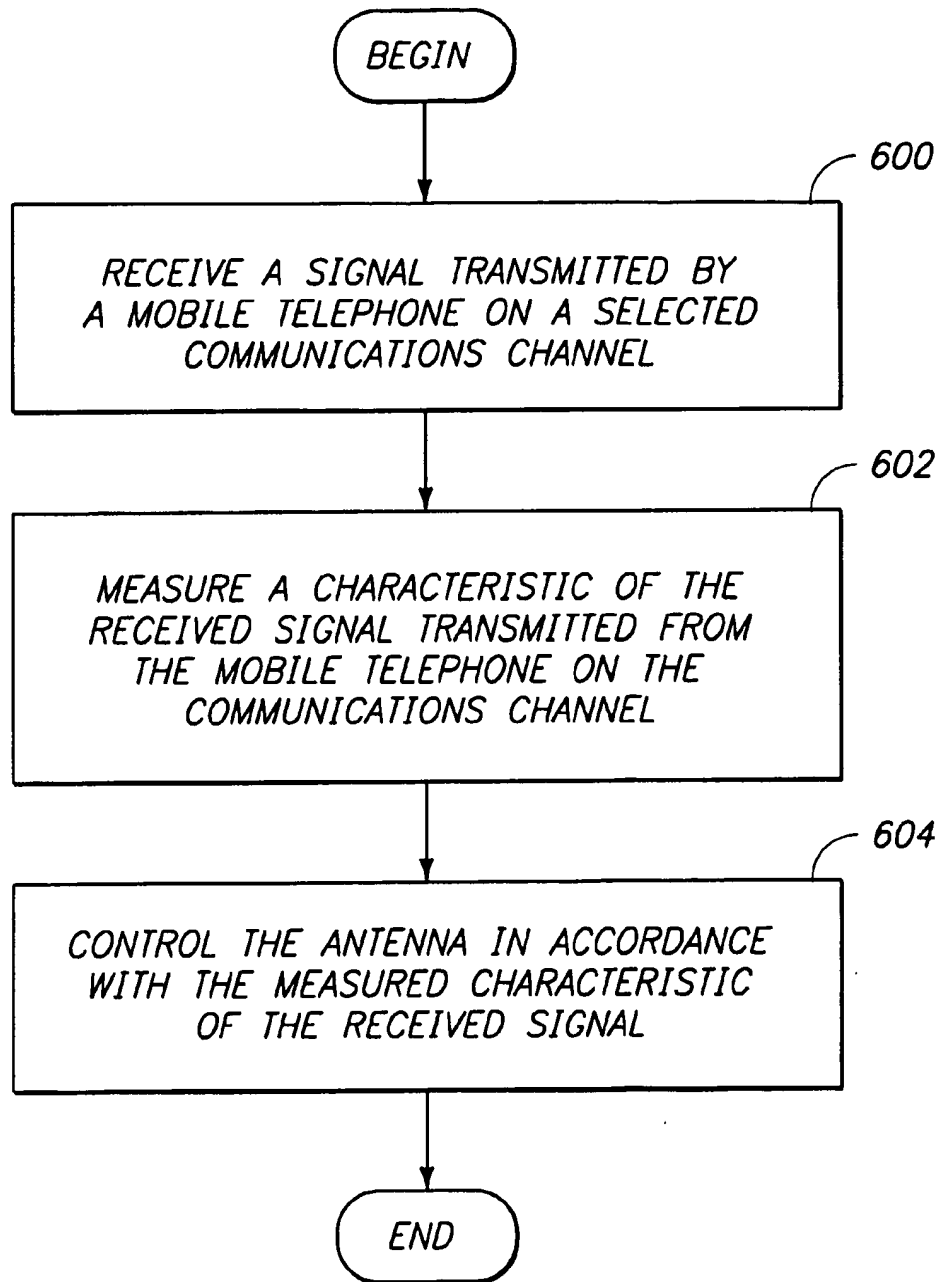 BEGIN
600
RECEIVE A SIGNAL TRANSMITTED BY
A MOBILE TELEPHONE ON A SELECTED
COMMUNICATIONS CHANNEL
602
MEASURE A CHARACTERISTIC OF THE
RECEIVED SIGNAL TRANSMITTED FROM
THE MOBILE TELEPHONE ON THE
COMMUNICATIONS CHANNEL
604
CONTROL THE ANTENNA IN ACCORDANCE
WITH THE MEASURED CHARACTERISTIC
OF THE RECEIVED SIGNAL
END